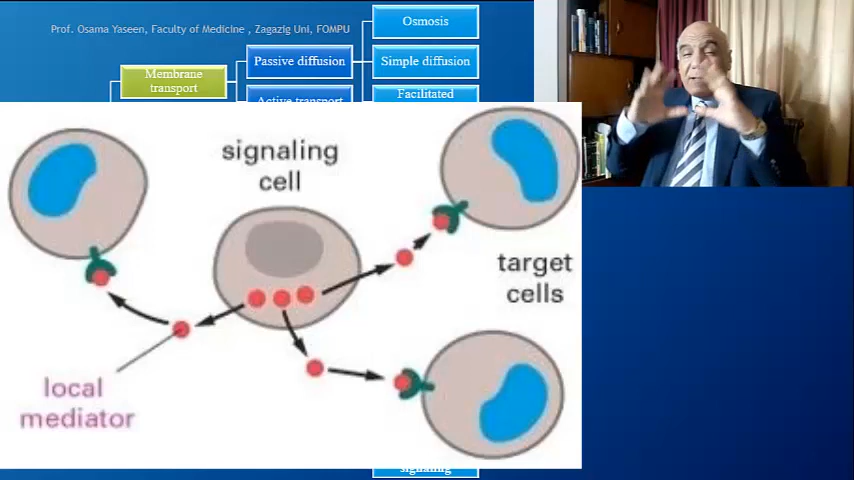 Prof. Osama Yaseen, Faculty of Medicine , Zagazig Uni, FOMPU
Osmosis
Membrane
transport
Passive diffusion
Simple diffusion
Active transport
Facilitated
signaling
cell
target
cells
local
mediator
signaling